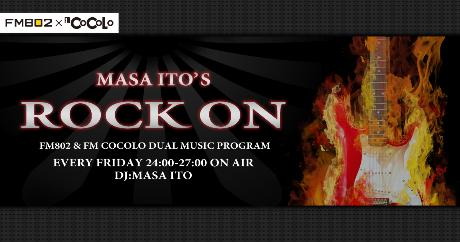 FM802 × FM COCOLO
MASA ITO'S
ROCK ON
FM802 & FM COCOLO DUAL MUSIC PROGRAM
EVERY FRIDAY 24:00-27:00 ON AIR
DJ:MASA ITO